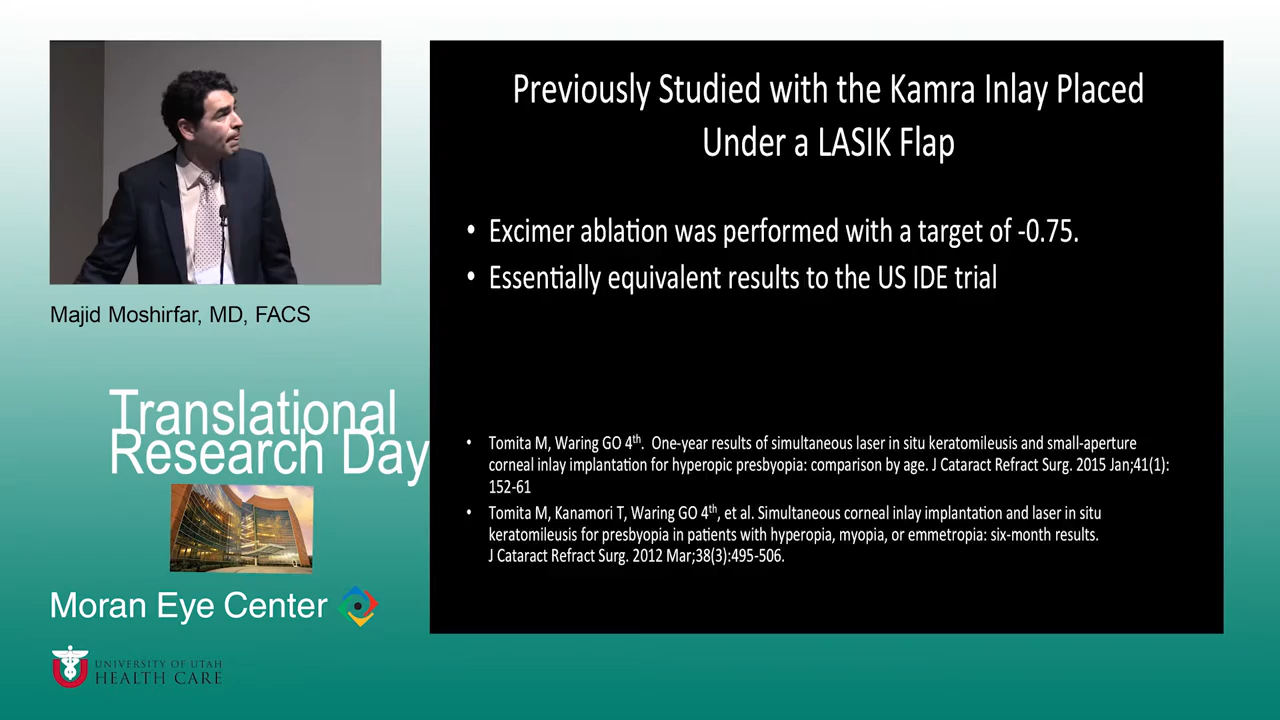 Previously Studied with the Kamra Inlay Placed
Under a LASIK Flap
• Excimer ablation was performed with a target of -0.75.
• Essentially equivalent results to the US IDE trial
• Tomita M, Waring GO 4th. One-year results of simultaneous laser in situ keratomileusis and small-aperture
corneal inlay implantation for hyperopic presbyopia: comparison by age. J Cataract Refract Surg. 2015 Jan;41(1):
152-61
• Tomita M, Kanamori T, Waring GO 4th, et al. Simultaneous corneal inlay implantation and laser in situ
keratomileusis for presbyopia in patients with hyperopia, myopia, or emmetropia: six-month results.
J Cataract Refract Surg. 2012 Mar;38(3):495-506.
Majid Moshirfar, MD, FACS
Translational
Research Day
Moran Eye Center
U
UNIVERSITY OF UTAH
HEALTH CARE